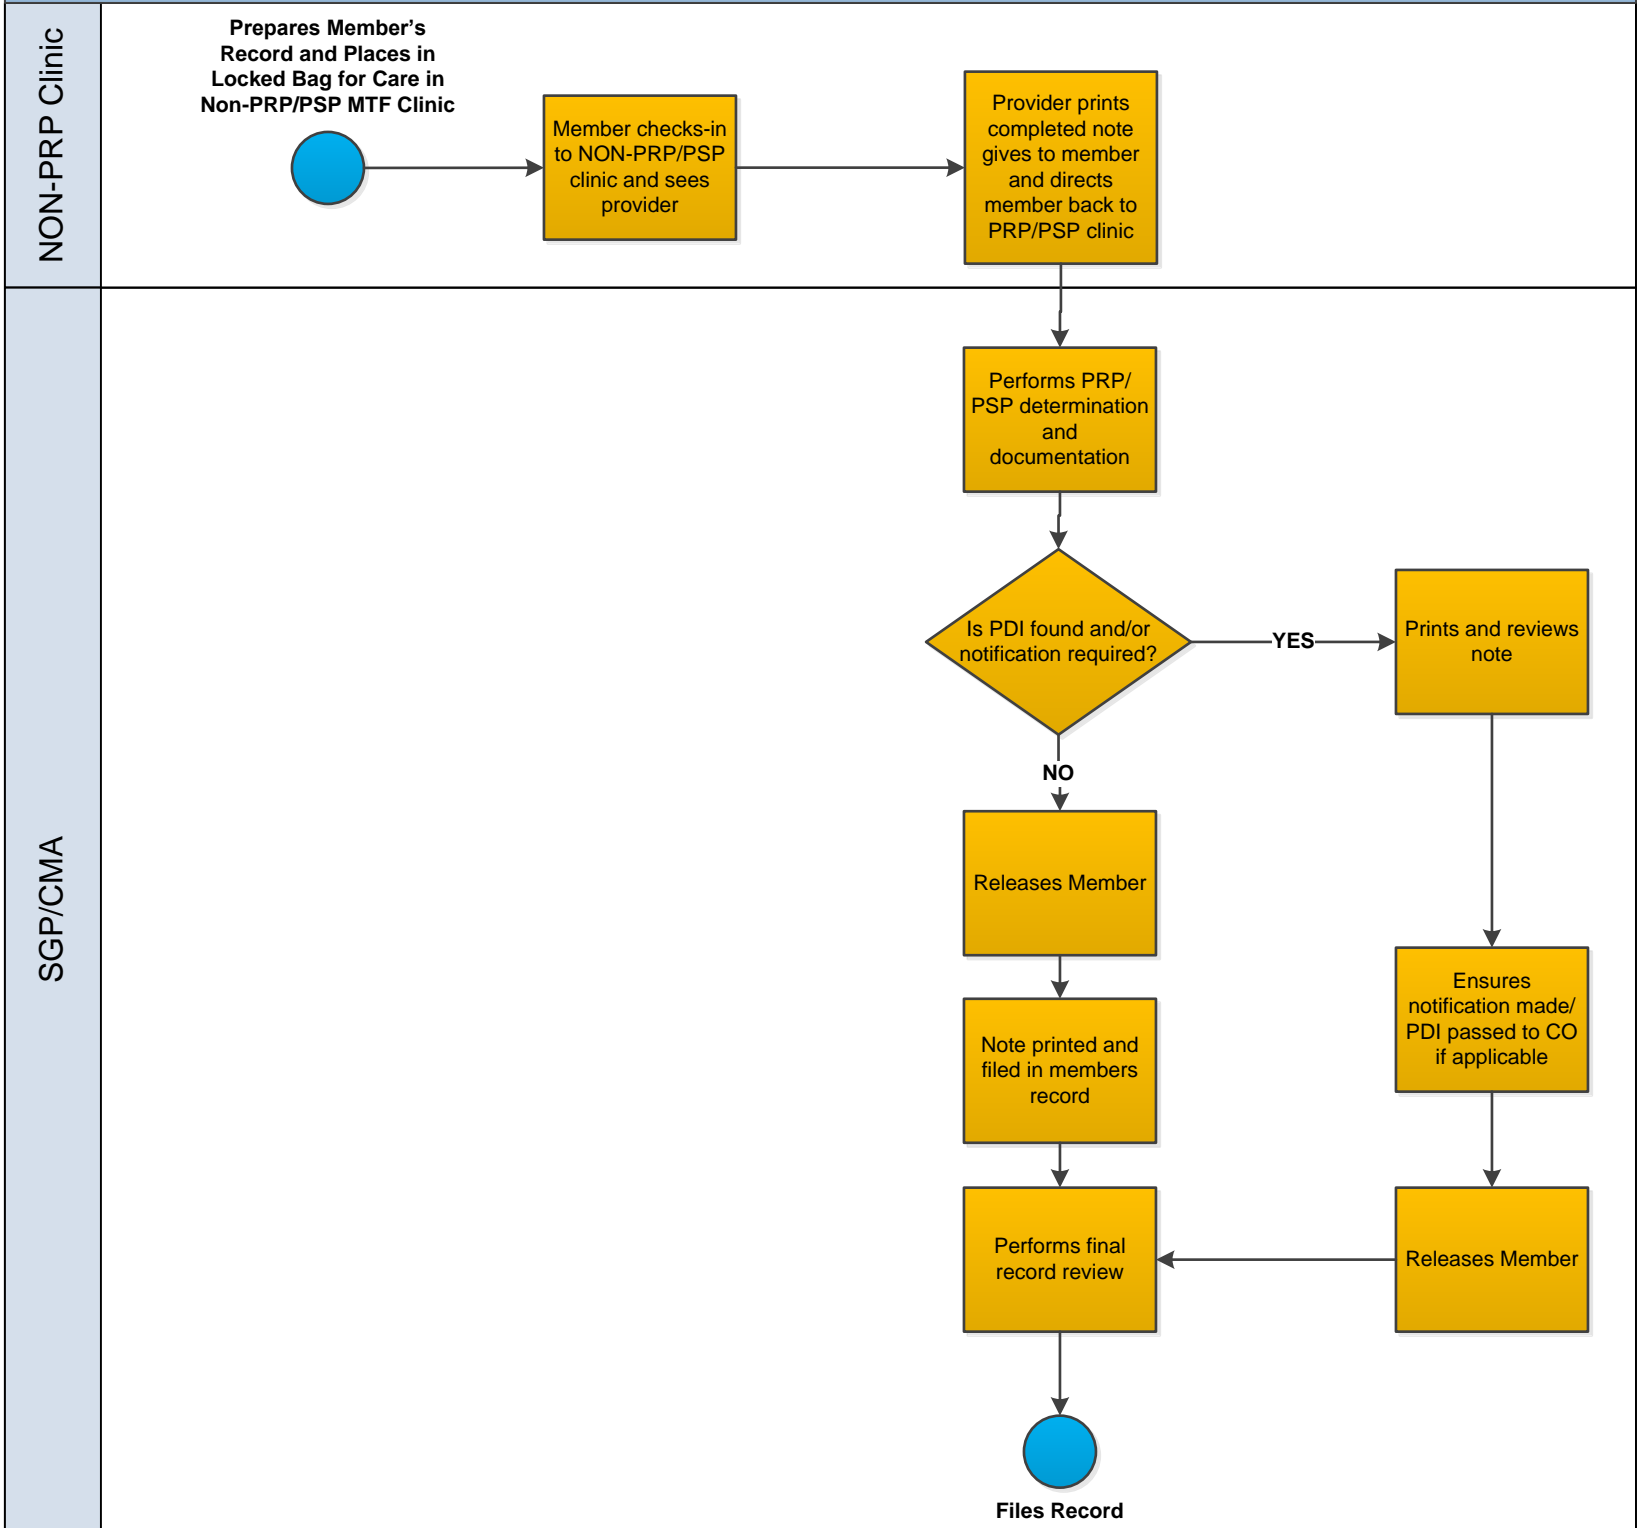 NON-PRP Clinic
Prepares Member’s
Record and Places in
Locked Bag for Care in
Non-PRP/PSP MTF Clinic
Member checks-in
to NON-PRP/PSP
clinic and sees
provider
Provider prints
completed note
gives to member
and directs
member back to
PRP/PSP clinic
SGP/CMA
Performs PRP/
PSP determination
and
documentation
Is PDI found and/or
notification required?
YES
Prints and reviews
note
NO
Releases Member
Note printed and
filed in members
record
Ensures
notification made/
PDI passed to CO
if applicable
Releases Member
Performs final
record review
Files Record